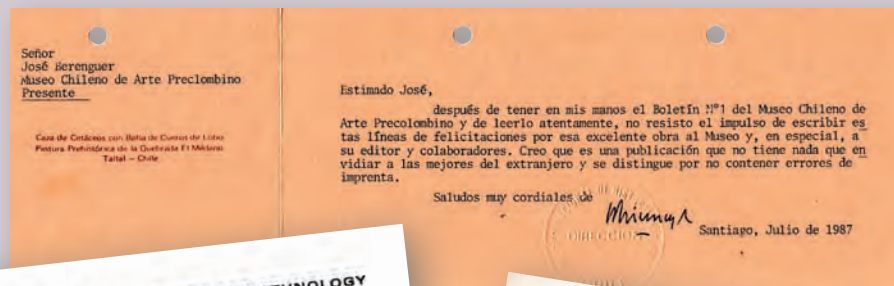 Señor
José Berenguer
Museo Chileno de Arte Preclombino
Presente
Caza de Cetáceos con Balsa de Cueros de Lobo
Pintura Prehistórica de la Quebrada El Médano
Taltal – Chile
Estimado José,
después de tener en mis manos el Boletín N°1 del Museo Chileno de
Arte Precolombino y de leerlo atentamente, no resisto el impulso de escribir es
tas líneas de felicitaciones por esa excelente obra al Museo y, en especial, a
su editor y colaboradores. Creo que es una publicación que no tiene nada que en
vidiar a las mejores del extranjero y se distingue por no contener errores de
imprenta.
Saludos muy cordiales de
Santiago, Julio de 1987
DIRECCION